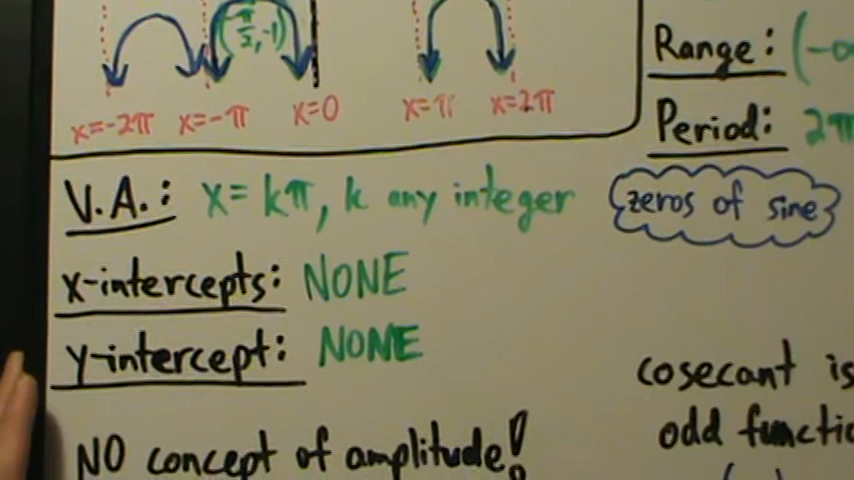 (-π/2, -1)
x=-2π x=-π x=0 x=π x=2π
V.A.: x=kπ, k any integer
x-intercepts: NONE
y-intercept: NONE
NO concept of amplitude!
Range: (-∞
Period: 2π
zeros of sine
cosecant is
odd functio